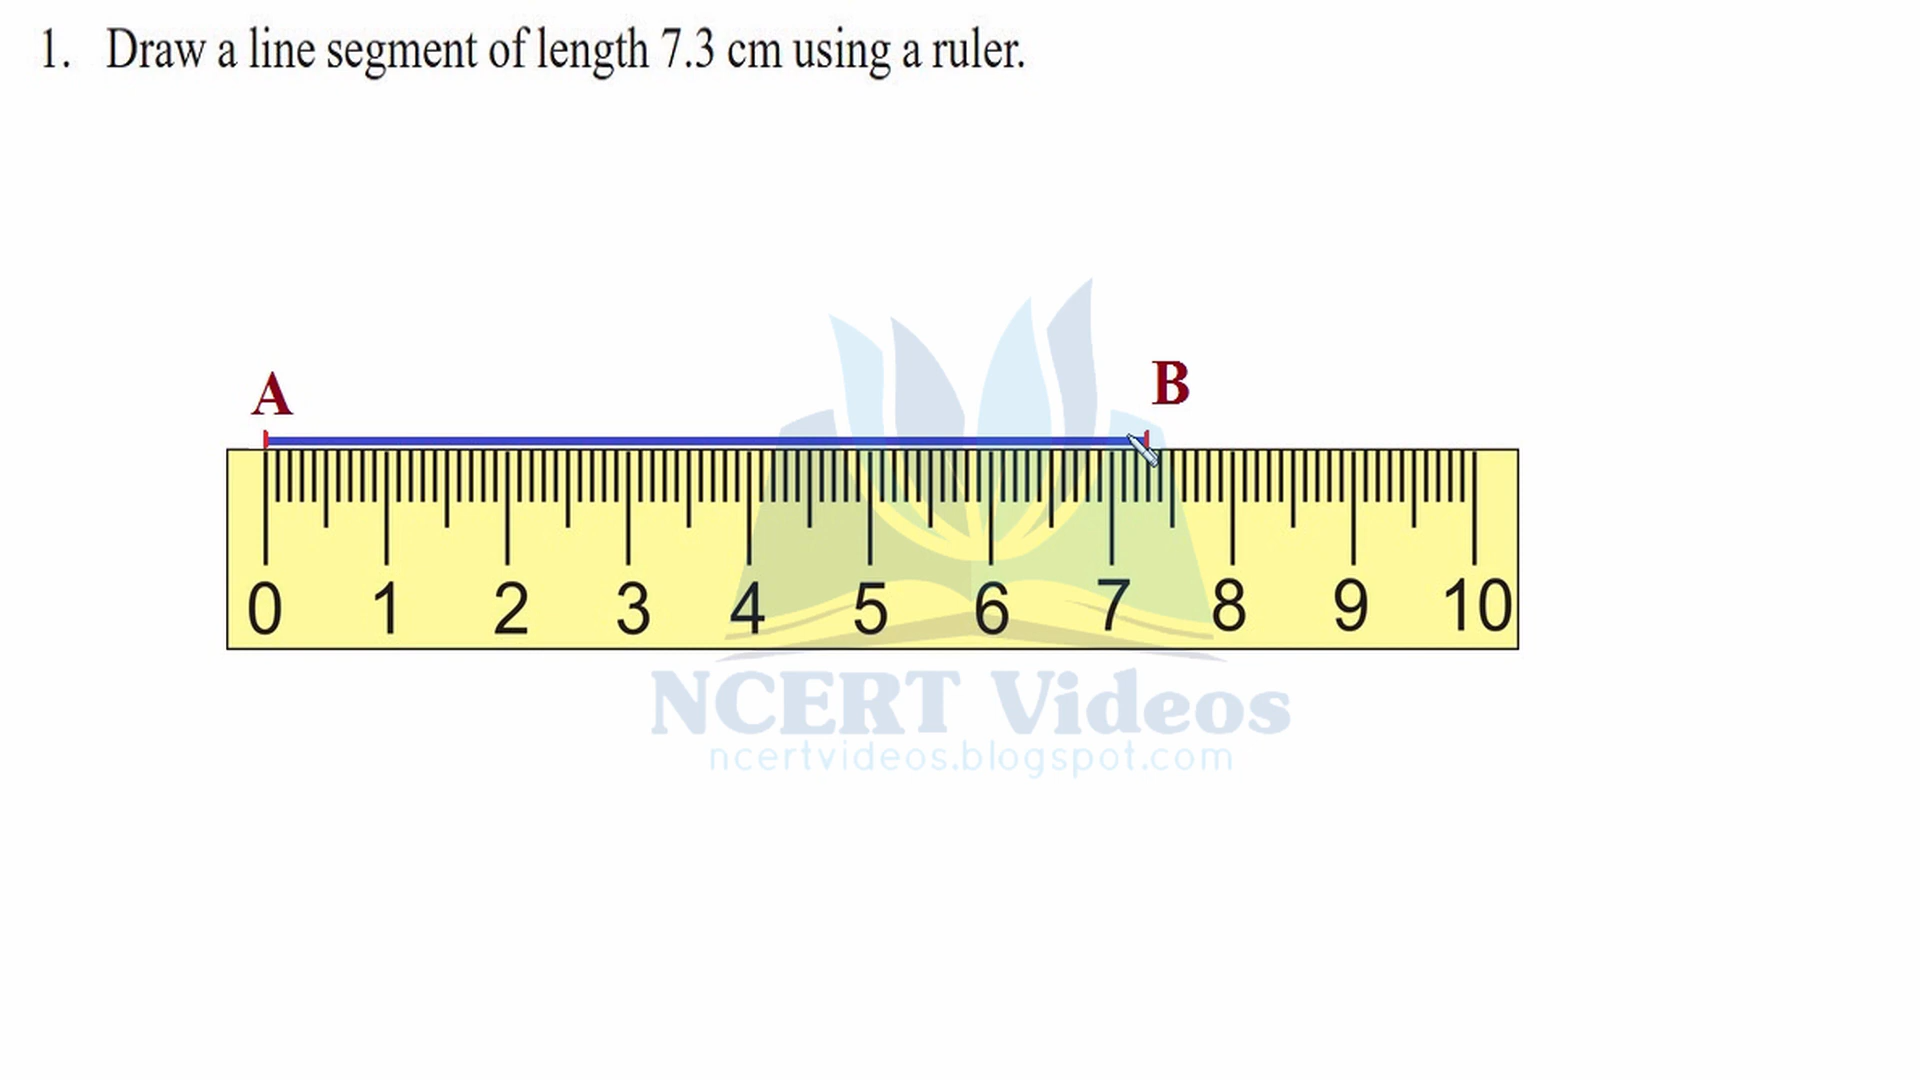 1. Draw a line segment of length 7.3 cm using a ruler.
A B
0 1 2 3 4 5 6 7 8 9 10
NCERT Videos
ncertvideos.blogspot.com